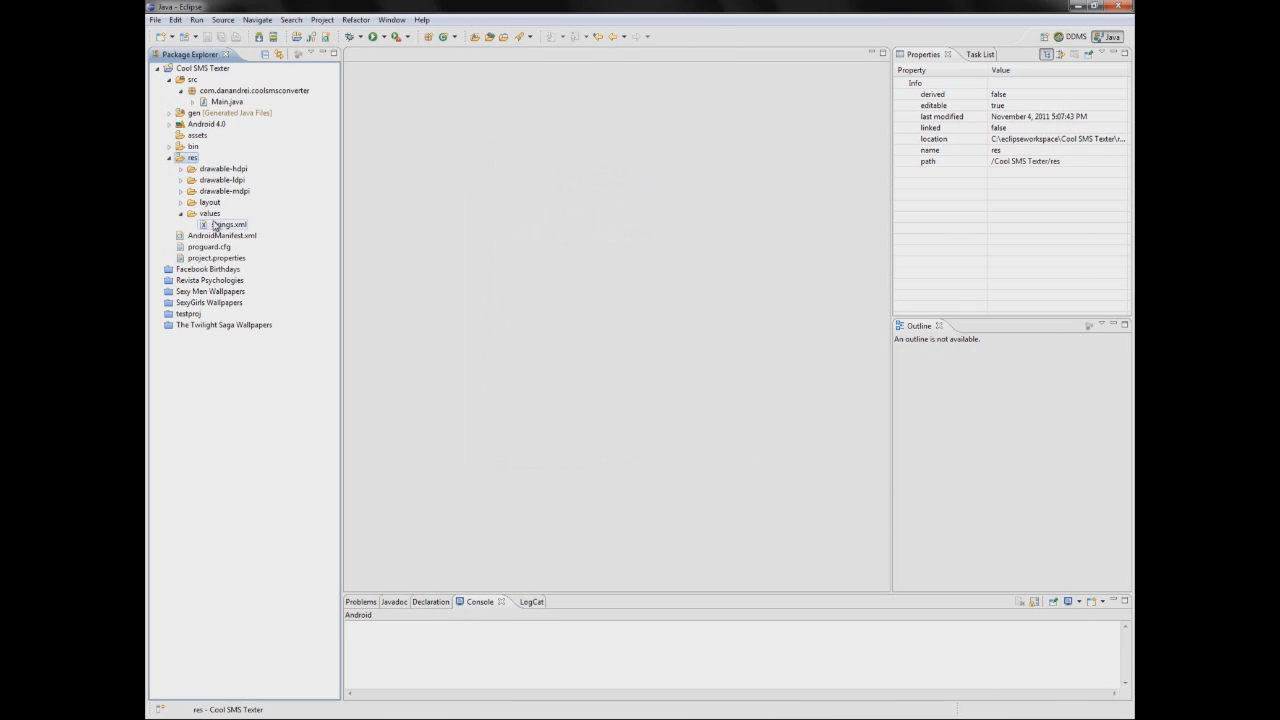 Java - Eclipse
File Edit Run Source Navigate Search Project Refactor Window Help
DDMS Java
Package Explorer
Cool SMS Texter
src
com.danandrei.coolsmsconverter
Main.java
gen [Generated Java Files]
Android 4.0
assets
bin
res
drawable-hdpi
drawable-ldpi
drawable-mdpi
layout
values
AndroidManifest.xml
proguard.cfg
project.properties
Facebook Birthdays
Revista Psychologies
Sexy Men Wallpapers
SexyGirls Wallpapers
testproj
The Twilight Saga Wallpapers
Properties Task List
Property Value
Info
derived false
editable true
last modified November 4, 2011 5:07:43 PM
linked false
location C:\eclipseworkspace\Cool SMS Texter\r...
name res
path /Cool SMS Texter/res
Outline
An outline is not available.
Problems Javadoc Declaration Console LogCat
Android
res - Cool SMS Texter